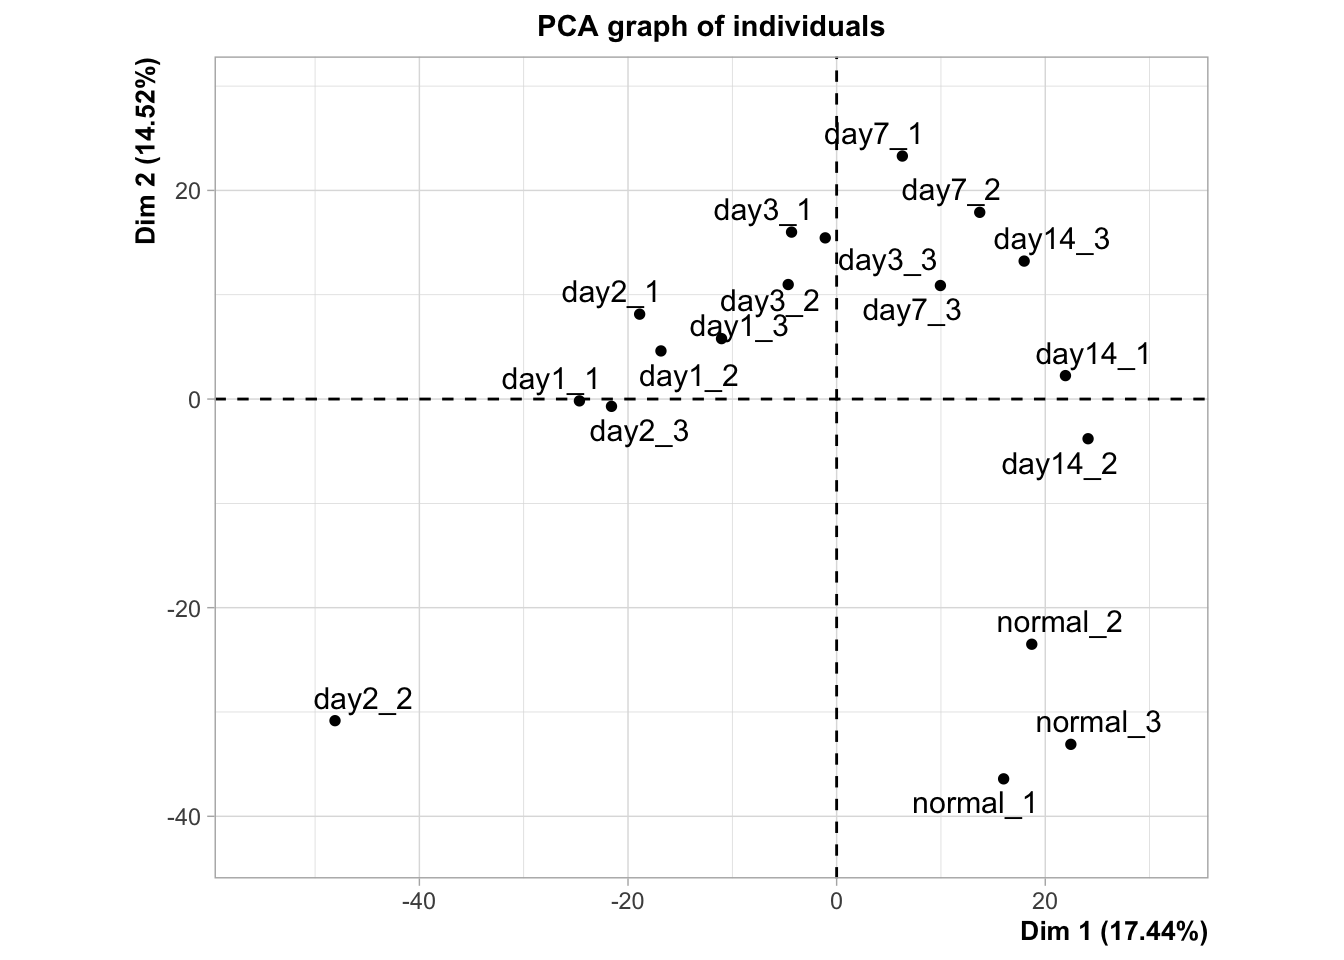 PCA graph of individuals
Dim 2 (14.52%)
day7_1
20
day7_2
day3_1
day14_3
day3_3
day2_1
day3_2
day7_3
day1_3
day14_1
day1_1
day1_2
0
day2_3
day14_2
-20
normal_2
day2_2
normal_3
normal_1
-40
-40
-20
0
20
Dim 1 (17.44%)